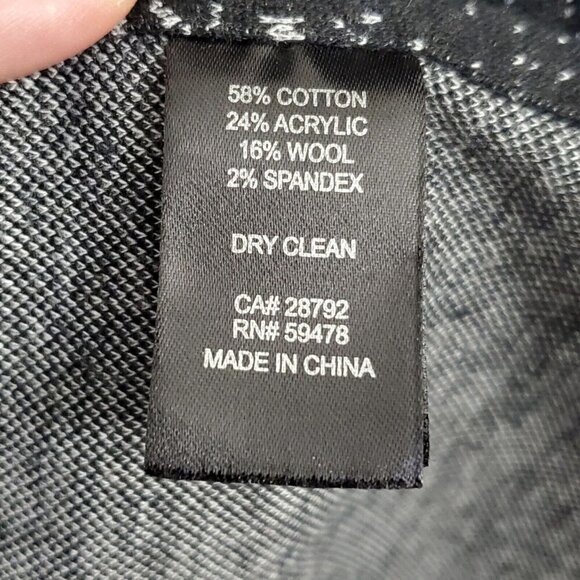 58% COTTON
24% ACRYLIC
16% WOOL
2% SPANDEX
DRY CLEAN
CA# 28792
RN# 59478
MADE IN CHINA